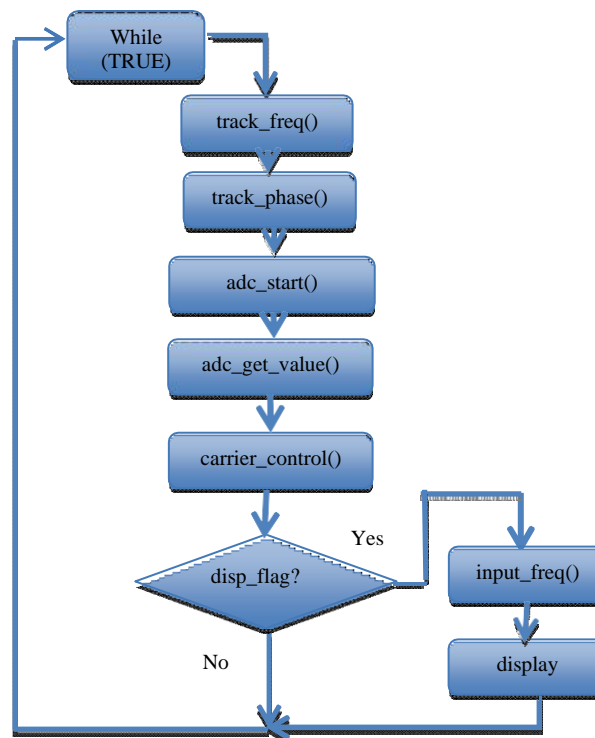 While
(TRUE)
track_freq()
track_phase()
adc_start()
adc_get_value()
carrier_control()
Yes
disp_flag?
input_freq()
No
display